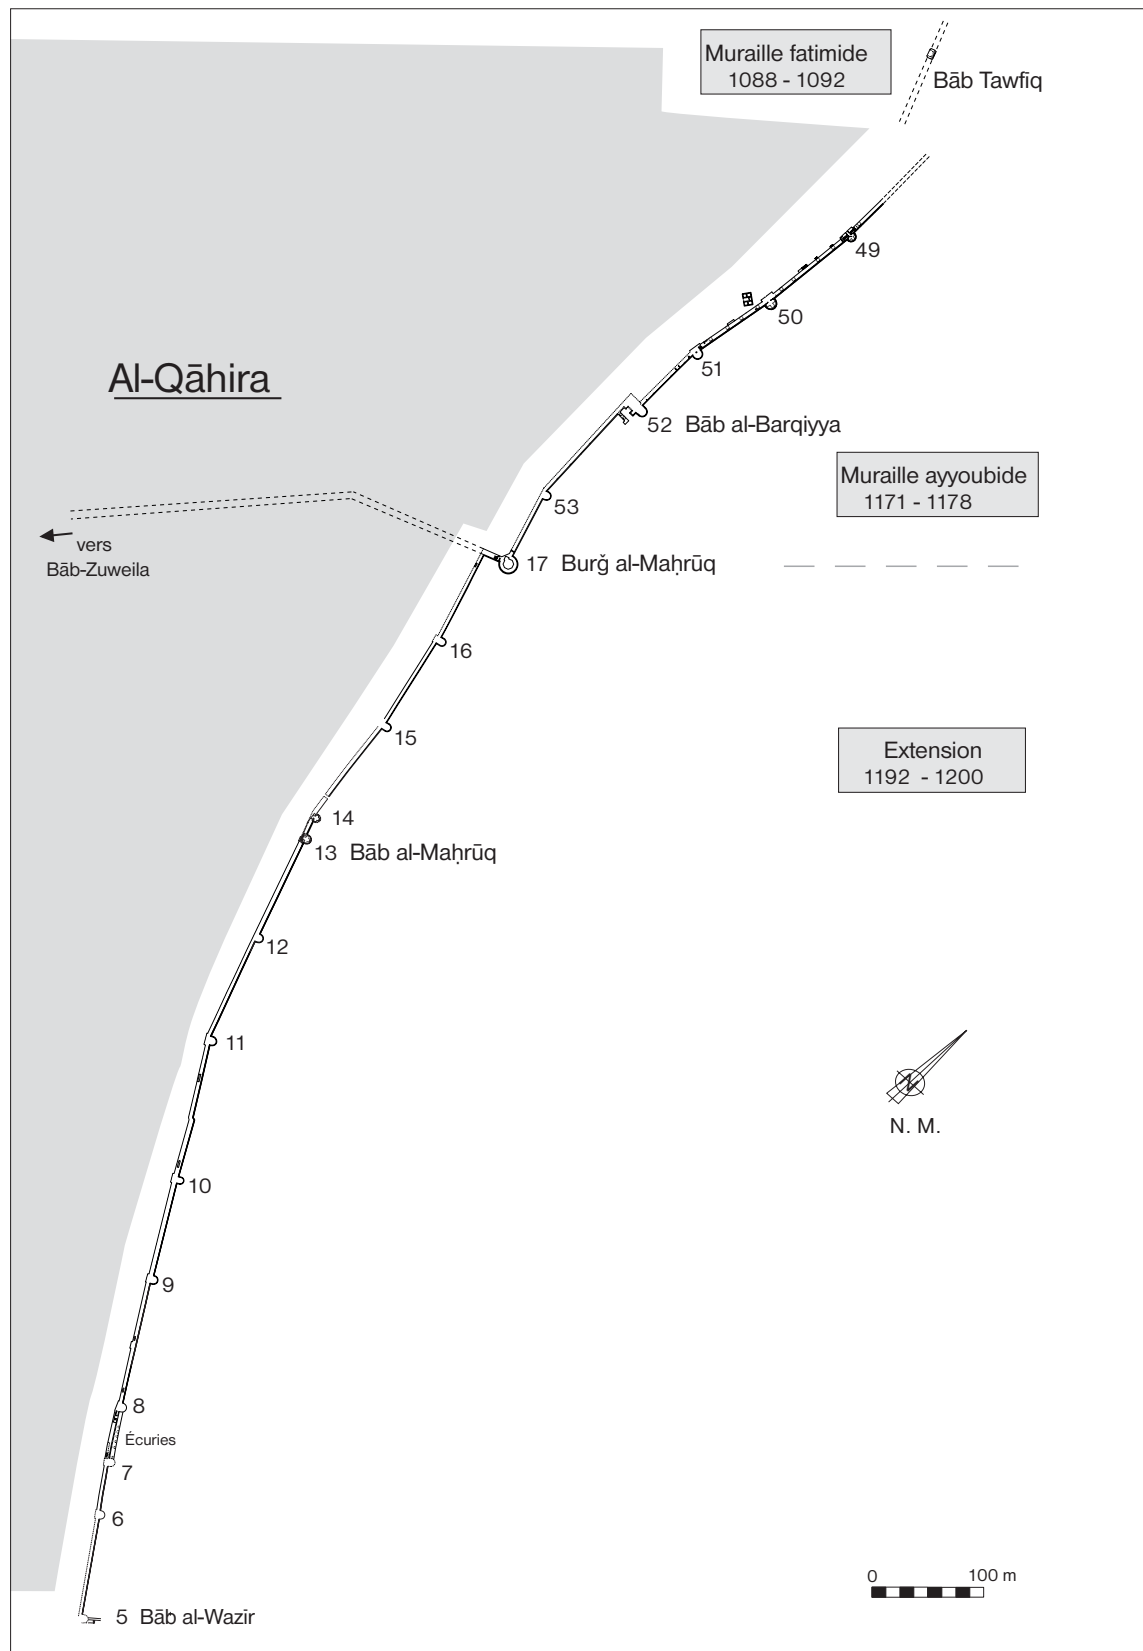 Muraille fatimide
1088 - 1092
Bāb Tawfīq
49
50
51
Al-Qāhira
52 Bāb al-Barqiyya
Muraille ayyoubide
1171 - 1178
53
vers
Bāb-Zuweila
17 Burǧ al-Maḥrūq
16
15
Extension
1192 - 1200
14
13 Bāb al-Maḥrūq
12
11
N
N. M.
10
9
8
Écuries
7
6
0 100 m
5 Bāb al-Wazīr